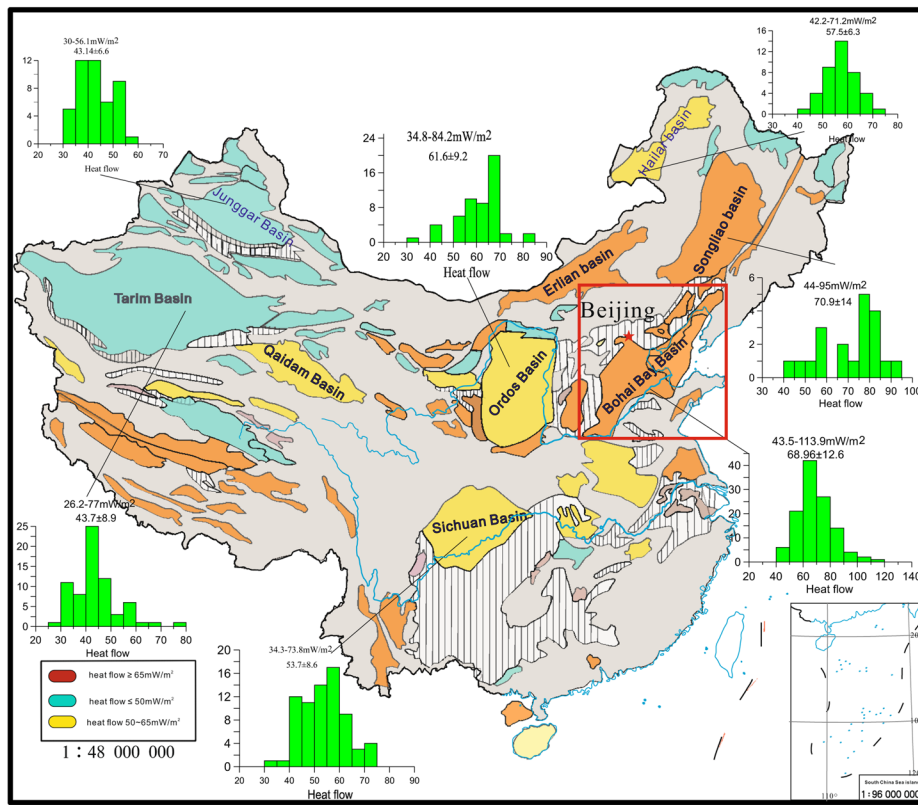 30-56.1mW/m²
43.14±6.6
12
8
4
0
20 30 40 50 60 70
Heat flow
34.8-84.2mW/m²
61.6±9.2
24
16
8
0
20 30 40 50 60 70 80 90
Heat flow
42.2-71.2mW/m²
57.5±6.3
16
12
8
4
0
30 40 50 60 70 80
Heat flow
Hailar basin
Junggar Basin
Songliao basin
Erlian basin
Tarim Basin
Beijing
44-95mW/m²
70.9±14
6
4
2
0
30 40 50 60 70 80 90 100
Heat flow
Qaidam Basin
Ordos Basin
Bohai Bay Basin
43.5-113.9mW/m²
68.96±12.6
40
30
20
10
0
20 40 60 80 100 120 140
Heat flow
26.2-77mW/m²
43.7±8.9
25
20
15
10
5
0
20 30 40 50 60 70 80
Heat flow
Sichuan Basin
34.3-73.8mW/m²
53.7±8.6
20
16
12
8
4
0
20 30 40 50 60 70 80 90
Heat flow
heat flow ≥ 65mW/m²
heat flow ≤ 50mW/m²
heat flow 50~65mW/m²
1：48 000 000
110°
South China Sea island
1：96 000 000